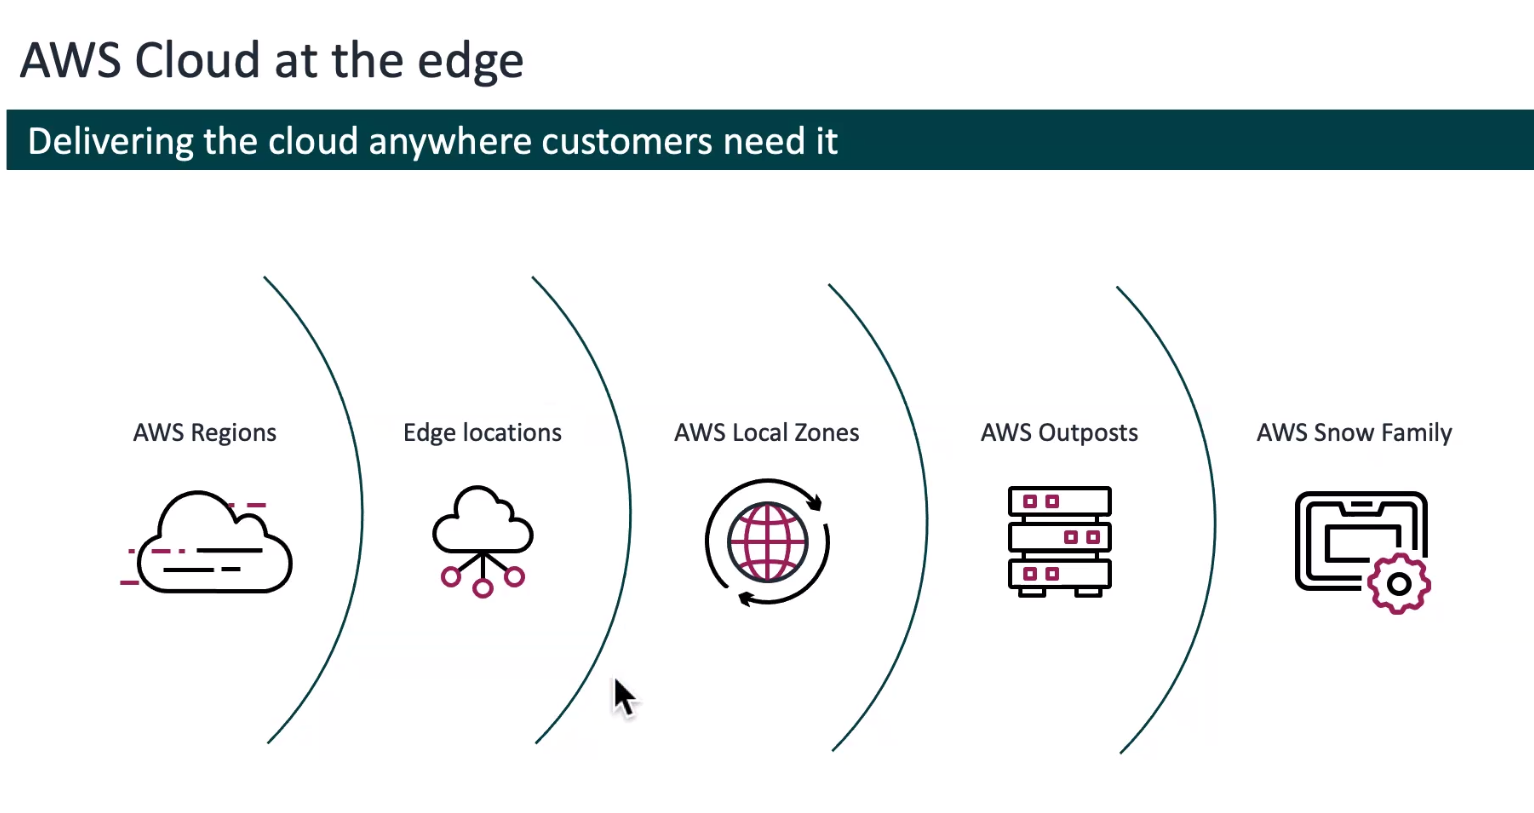 AWS Cloud at the edge
Delivering the cloud anywhere customers need it
AWS Regions
Edge locations
AWS Local Zones
AWS Outposts
AWS Snow Family